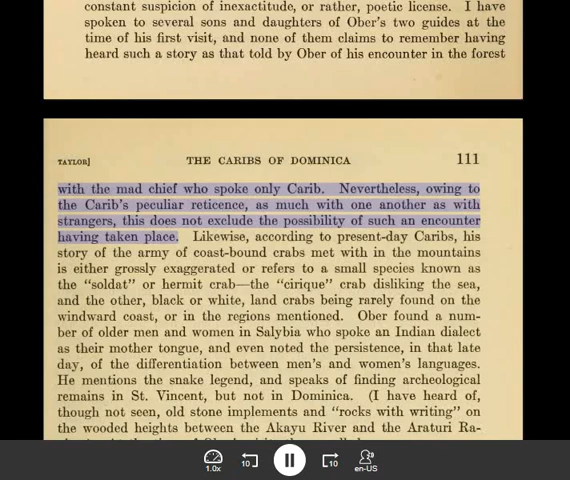 constant suspicion of inexactitude, or rather, poetic license. I have
spoken to several sons and daughters of Ober's two guides at the
time of his first visit, and none of them claims to remember having
heard such a story as that told by Ober of his encounter in the forest
TAYLOR] THE CARIBS OF DOMINICA 111
with the mad chief who spoke only Carib. Nevertheless, owing to
the Carib's peculiar reticence, as much with one another as with
strangers, this does not exclude the possibility of such an encounter
having taken place. Likewise, according to present-day Caribs, his
story of the army of coast-bound crabs met with in the mountains
is either grossly exaggerated or refers to a small species known as
the "soldat" or hermit crab—the "cirique" crab disliking the sea,
and the other, black or white, land crabs being rarely found on the
windward coast, or in the regions mentioned. Ober found a num-
ber of older men and women in Salybia who spoke an Indian dialect
as their mother tongue, and even noted the persistence, in that late
day, of the differentiation between men's and women's languages.
He mentions the snake legend, and speaks of finding archeological
remains in St. Vincent, but not in Dominica. (I have heard of,
though not seen, old stone implements and "rocks with writing" on
the wooded heights between the Akayu River and the Araturi Ra-
1.0x 10 10 en-US